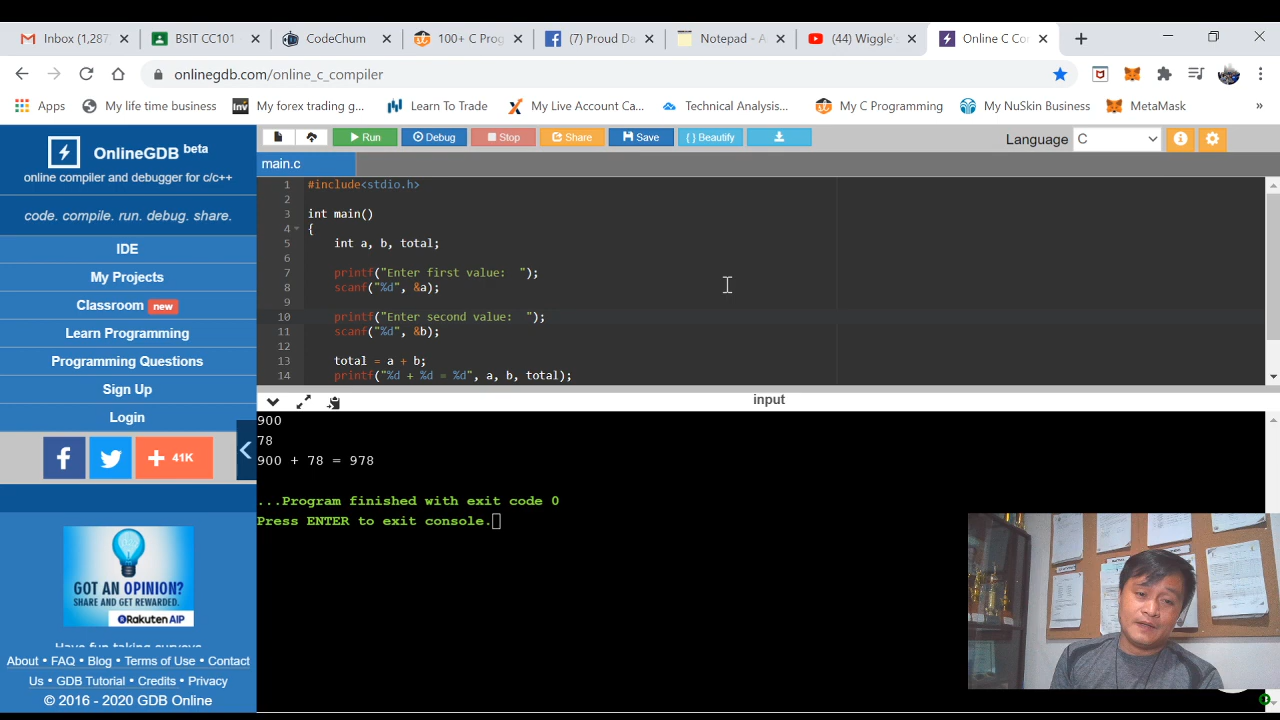 Inbox (1,287
BSIT CC101 -
CodeChum
100+ C Prog
(7) Proud Da
Notepad - A
(44) Wiggle's
Online C Co
onlinegdb.com/online_c_compiler
Apps
My life time business
My forex trading g...
Learn To Trade
My Live Account Ca...
Technical Analysis...
My C Programming
My NuSkin Business
MetaMask
»
OnlineGDB beta
online compiler and debugger for c/c++
code. compile. run. debug. share.
IDE
My Projects
Classroom new
Learn Programming
Programming Questions
Sign Up
Login
f
+ 41K
GOT AN OPINION?
SHARE AND GET REWARDED.
Rakuten AIP
Have fun taking surveys
About • FAQ • Blog • Terms of Use • Contact
Us • GDB Tutorial • Credits • Privacy
© 2016 - 2020 GDB Online
Run
Debug
Stop
Share
Save
{ } Beautify
Language C
main.c
1 #include<stdio.h>
2
3 int main()
4 {
5 int a, b, total;
6
7 printf("Enter first value:  ");
8 scanf("%d", &a);
9
10 printf("Enter second value:  ");
11 scanf("%d", &b);
12
13 total = a + b;
14 printf("%d + %d = %d", a, b, total);
input
900
78
900 + 78 = 978
...Program finished with exit code 0
Press ENTER to exit console.